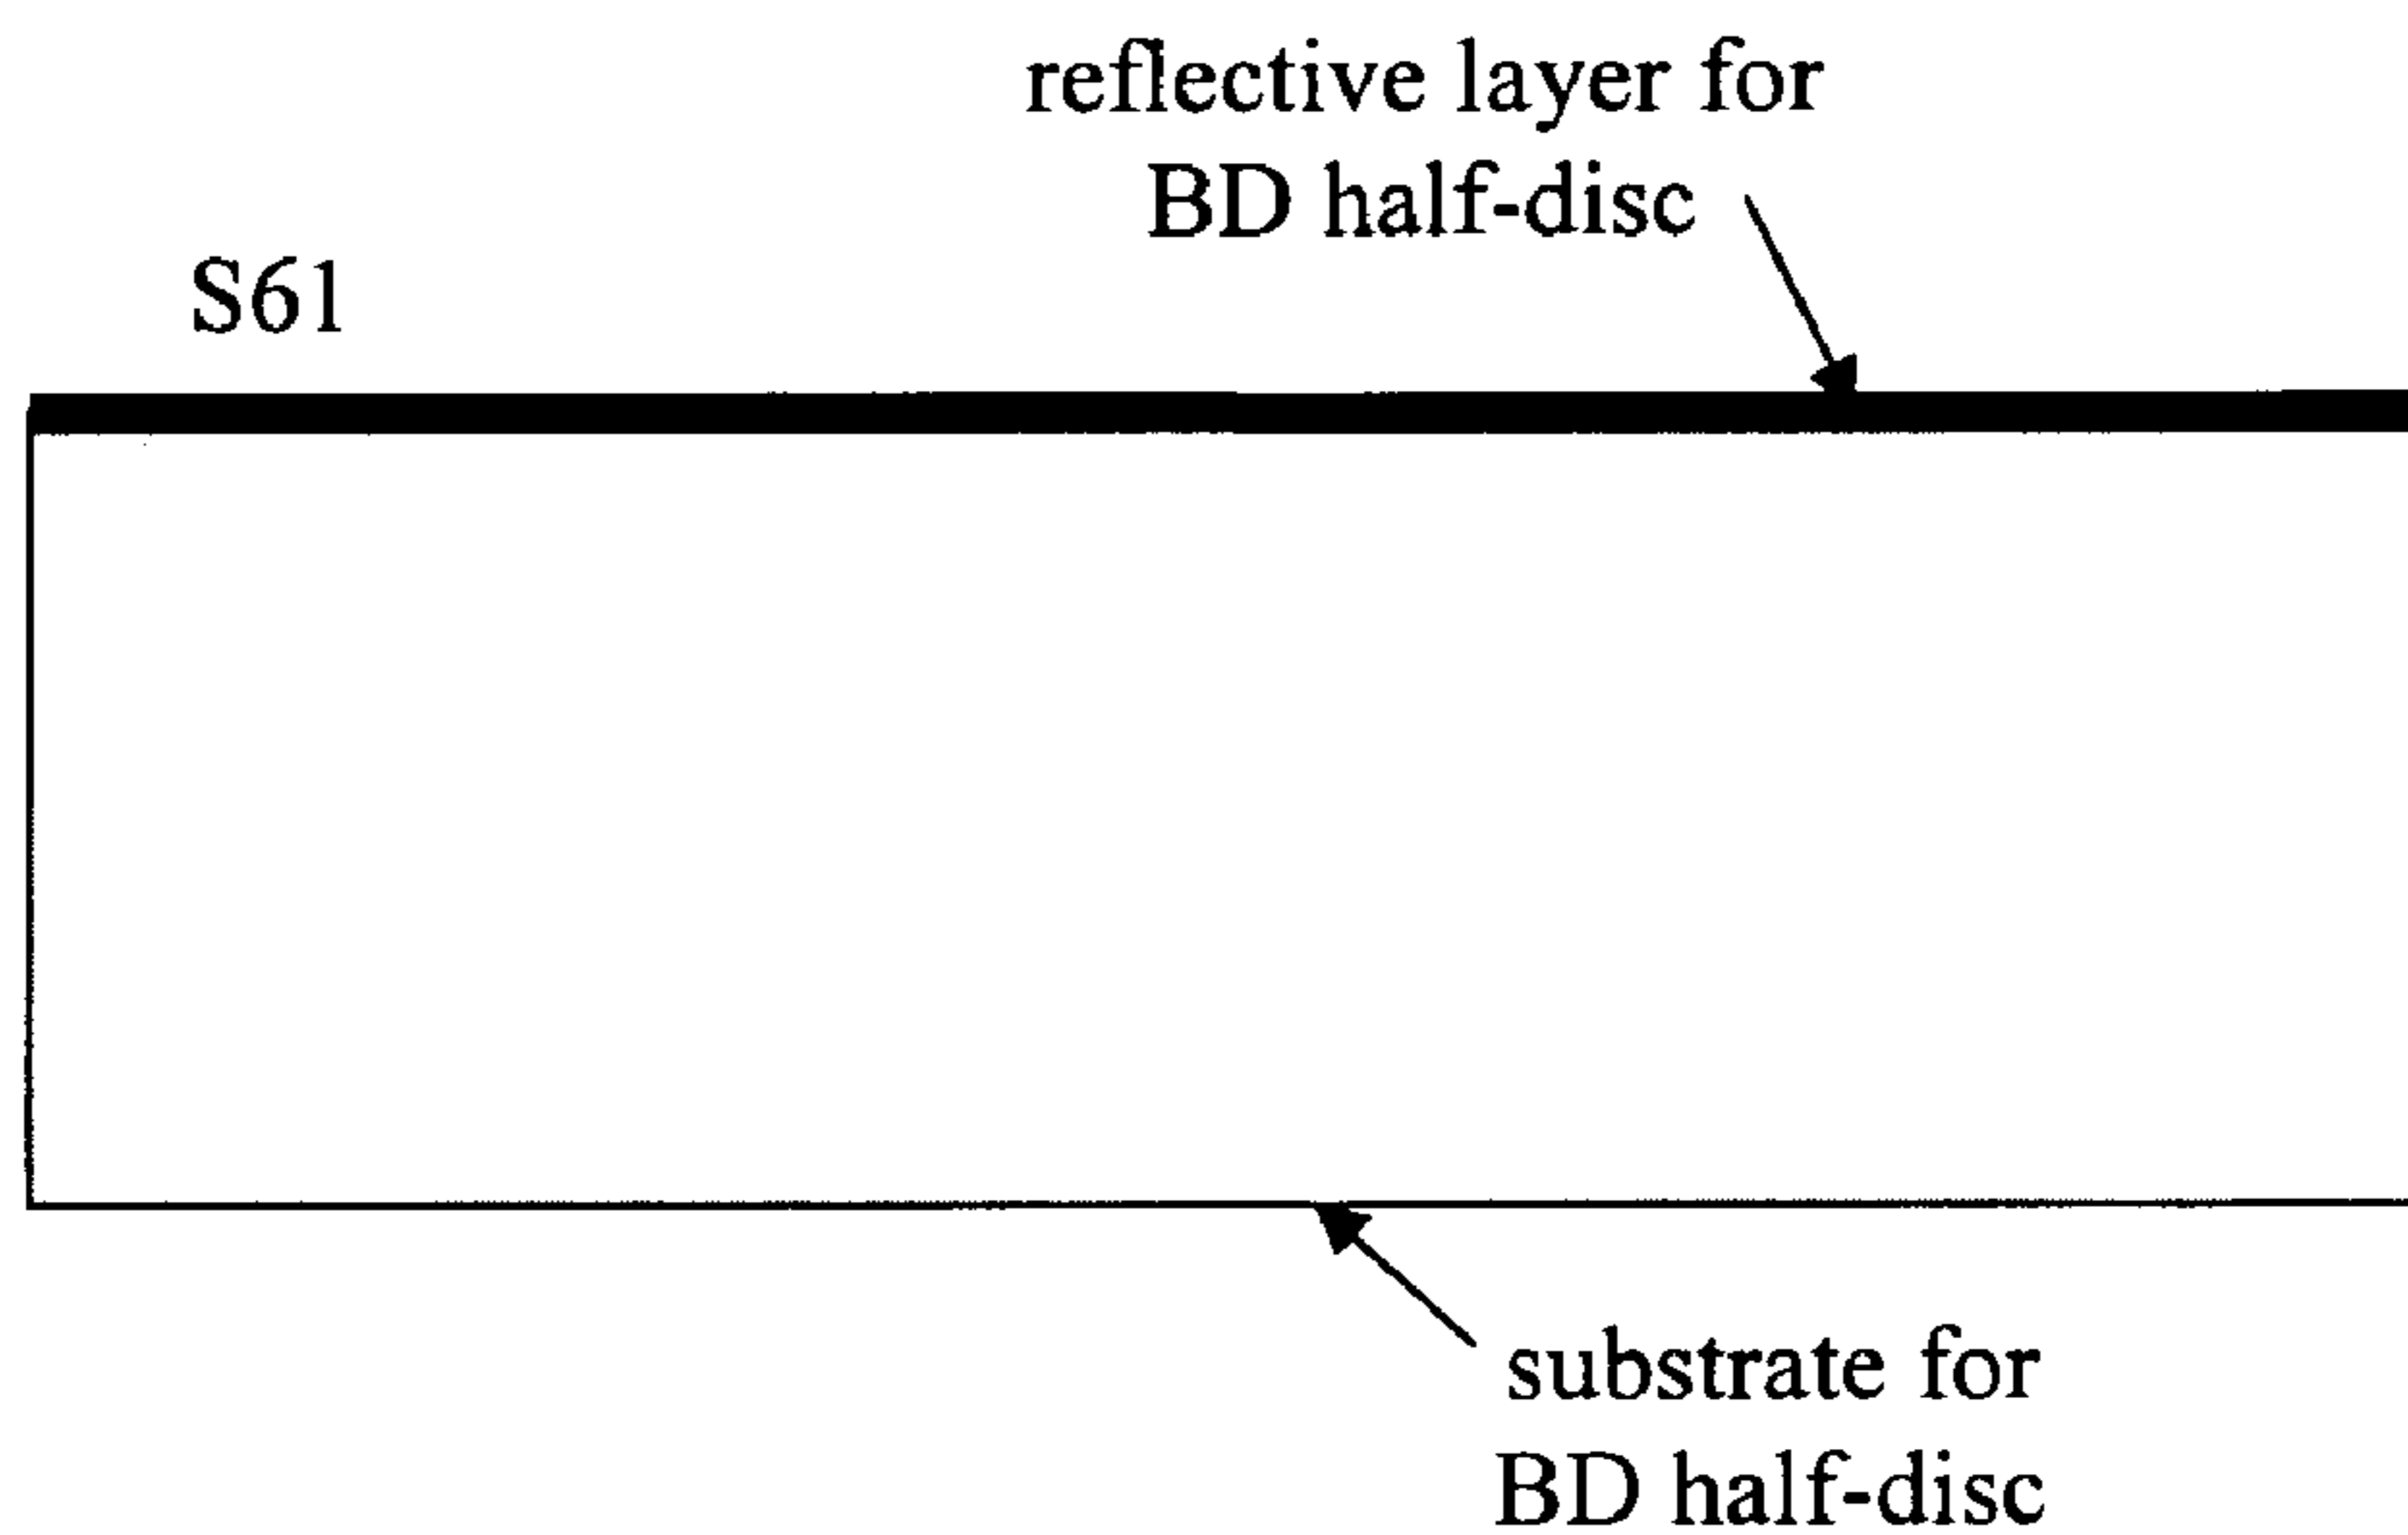 reflective layer for
BD half-disc
S61
substrate for
BD half-disc